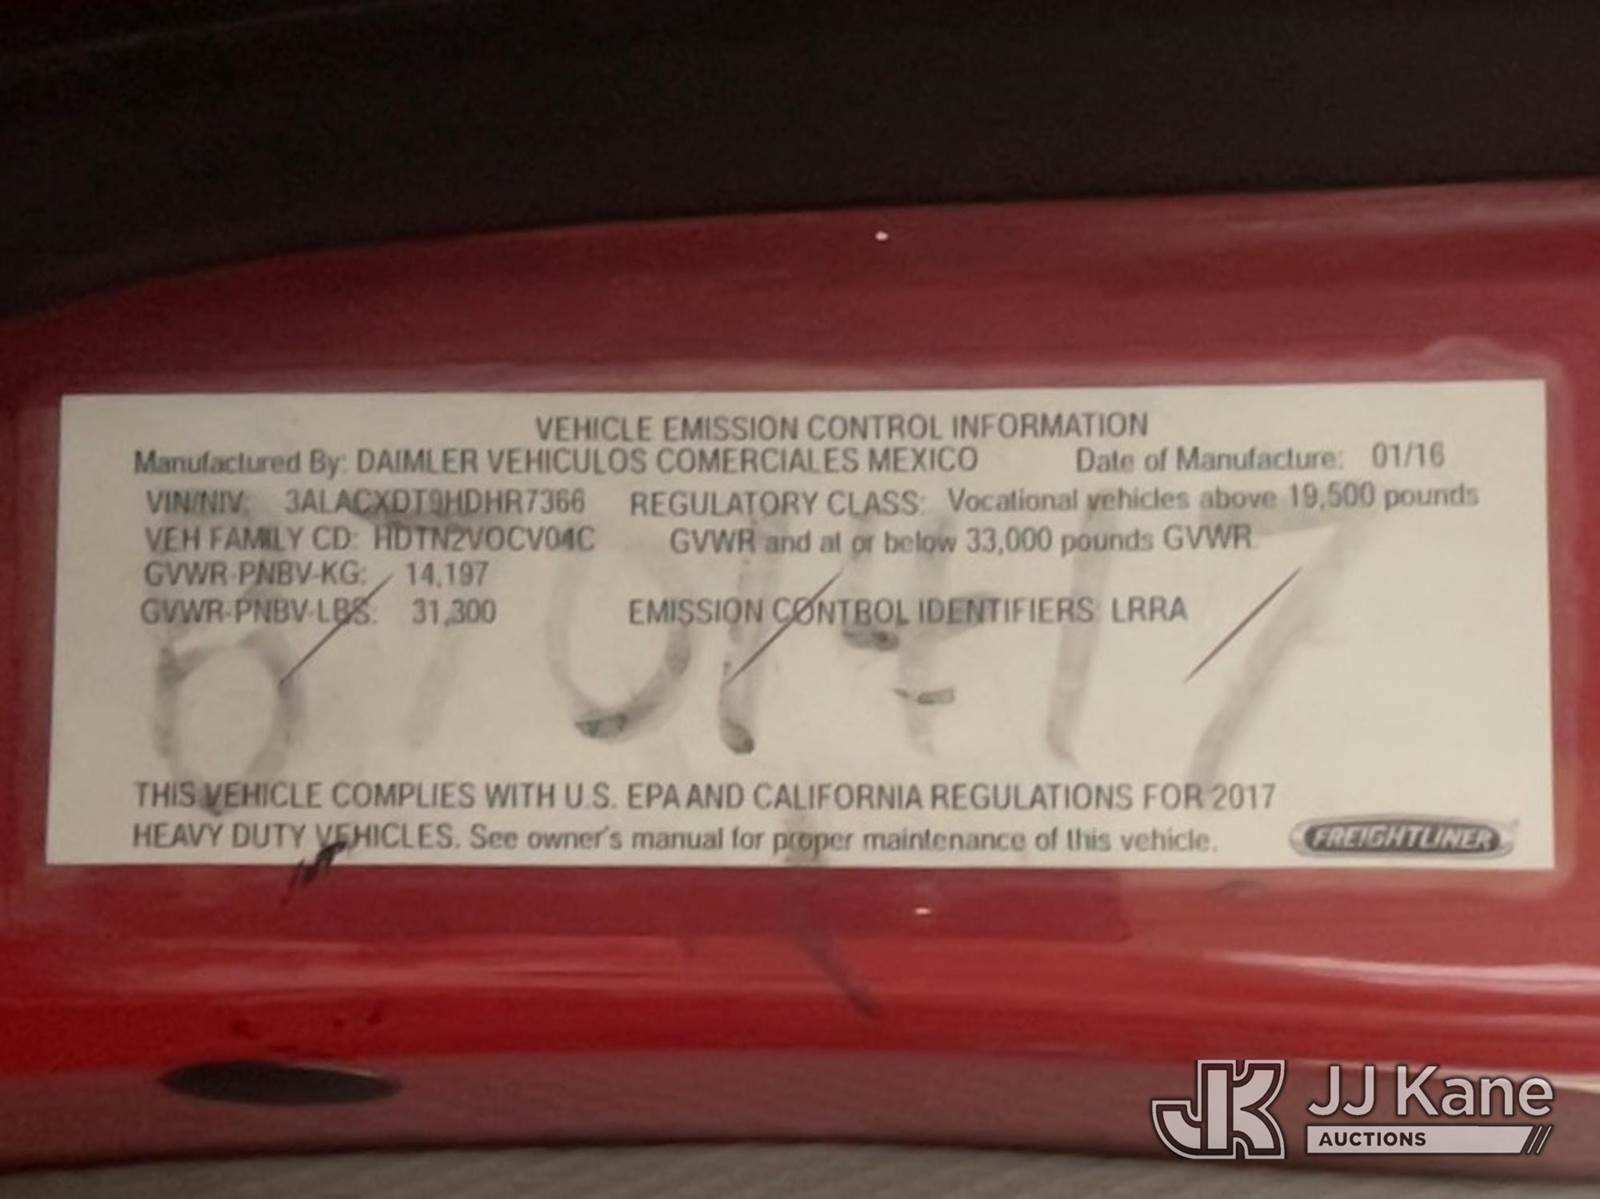 VEHICLE EMISSION CONTROL INFORMATION
Manufactured By: DAIMLER VEHICULOS COMERCIALES MEXICO Date of Manufacture: 01/16
VIN/NIV: 3ALACXDT9HDHR7366 REGULATORY CLASS: Vocational vehicles above 19,500 pounds
VEH FAMILY CD: HDTN2VOCV04C GVWR and at or below 33,000 pounds GVWR
GVWR-PNBV-KG: 14,197
GVWR-PNBV-LBS: 31,300 EMISSION CONTROL IDENTIFIERS: LRRA
THIS VEHICLE COMPLIES WITH U.S. EPA AND CALIFORNIA REGULATIONS FOR 2017
HEAVY DUTY VEHICLES. See owner's manual for proper maintenance of this vehicle.
FREIGHTLINER
JK JJ Kane
AUCTIONS